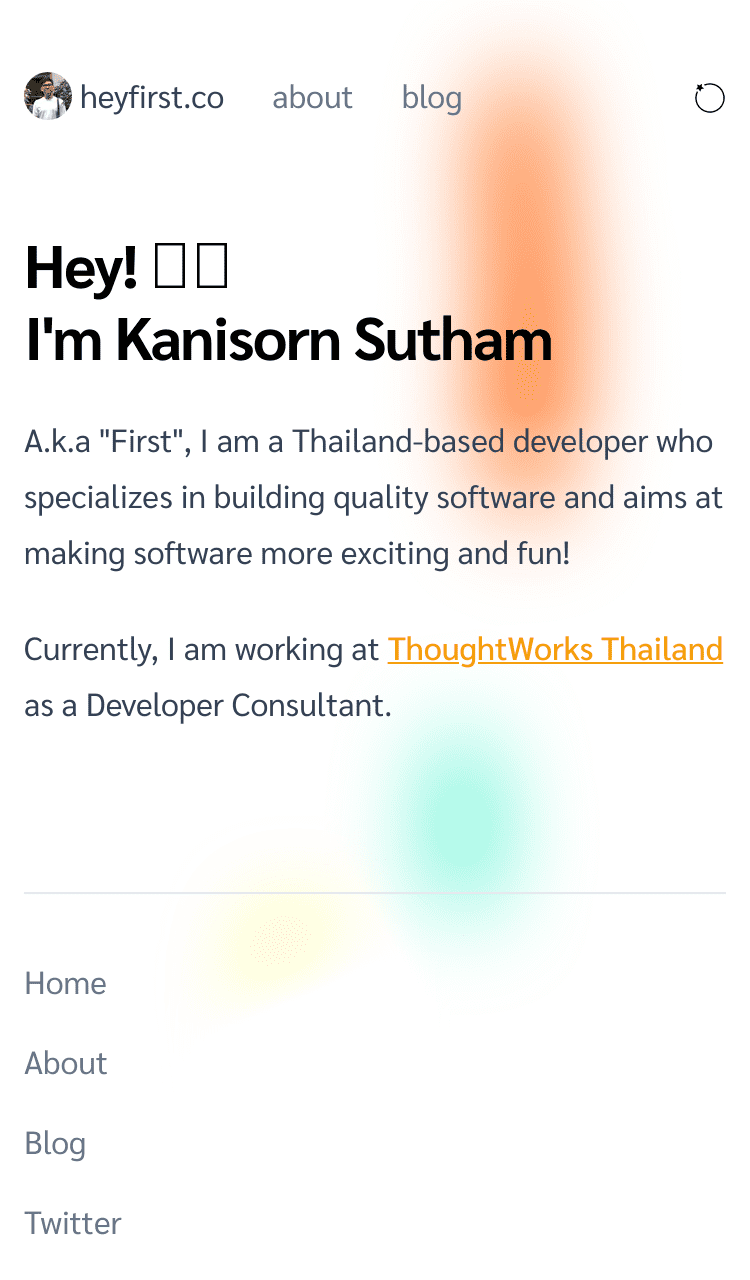 heyfirst.co about blog
Hey!
I'm Kanisorn Sutham
A.k.a "First", I am a Thailand-based developer who
specializes in building quality software and aims at
making software more exciting and fun!
Currently, I am working at ThoughtWorks Thailand
as a Developer Consultant.
Home
About
Blog
Twitter